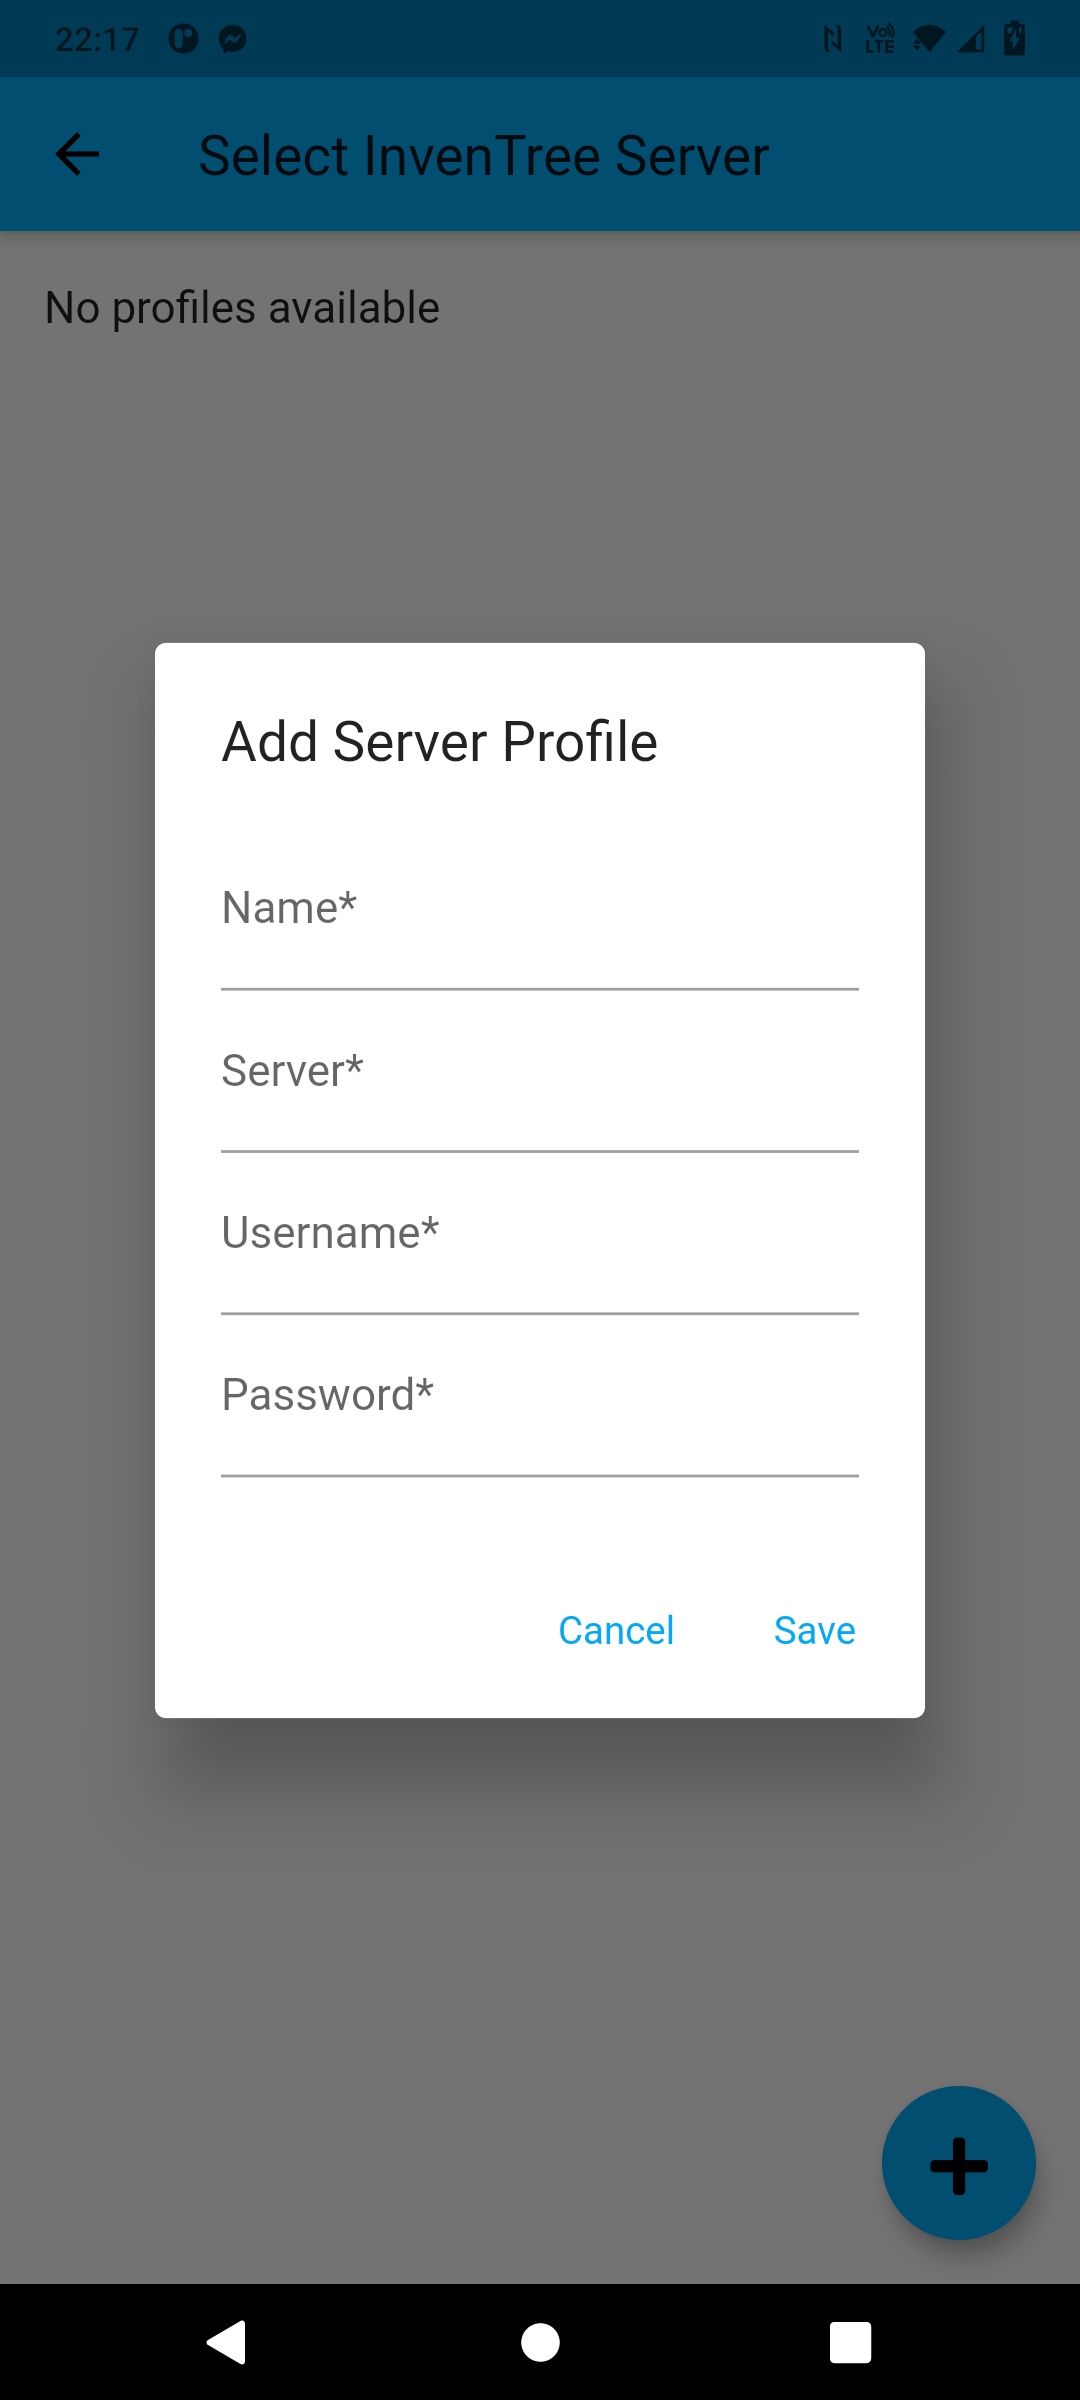 22:17
Vo))
LTE
Select InvenTree Server
No profiles available
Add Server Profile
Name*
Server*
Username*
Password*
Cancel Save